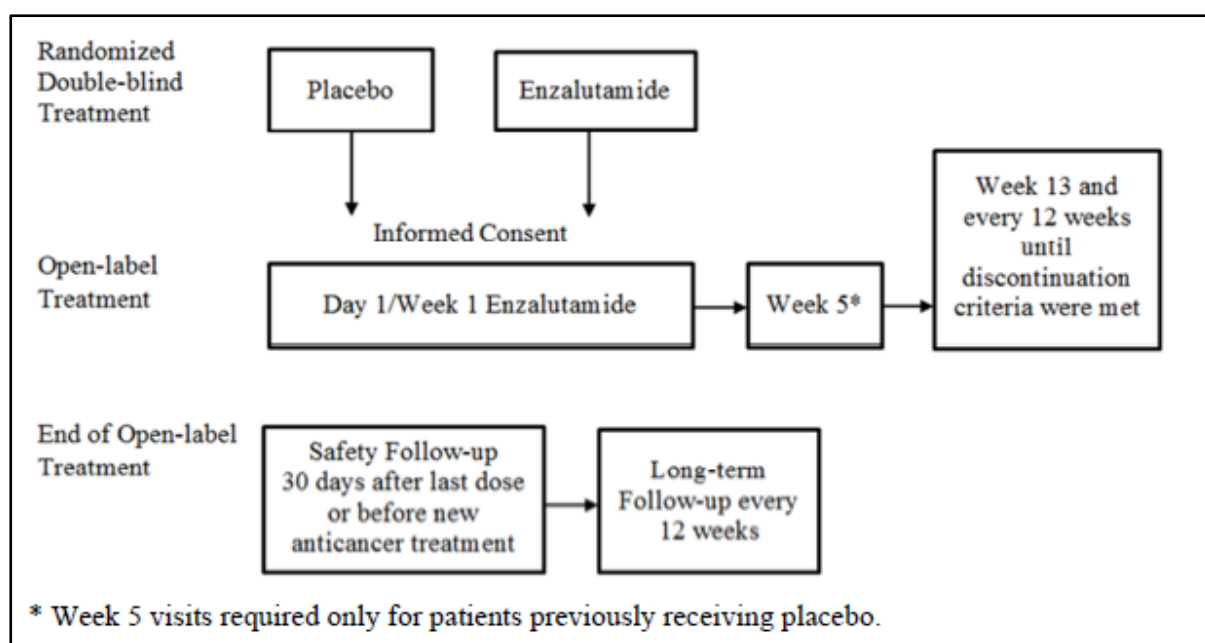 Randomized
Double-blind
Treatment
Placebo
Enzalutamide
Informed Consent
Open-label
Treatment
Day 1/Week 1 Enzalutamide
Week 5*
Week 13 and
every 12 weeks
until
discontinuation
criteria were met
End of Open-label
Treatment
Safety Follow-up
30 days after last dose
or before new
anticancer treatment
Long-term
Follow-up every
12 weeks
* Week 5 visits required only for patients previously receiving placebo.